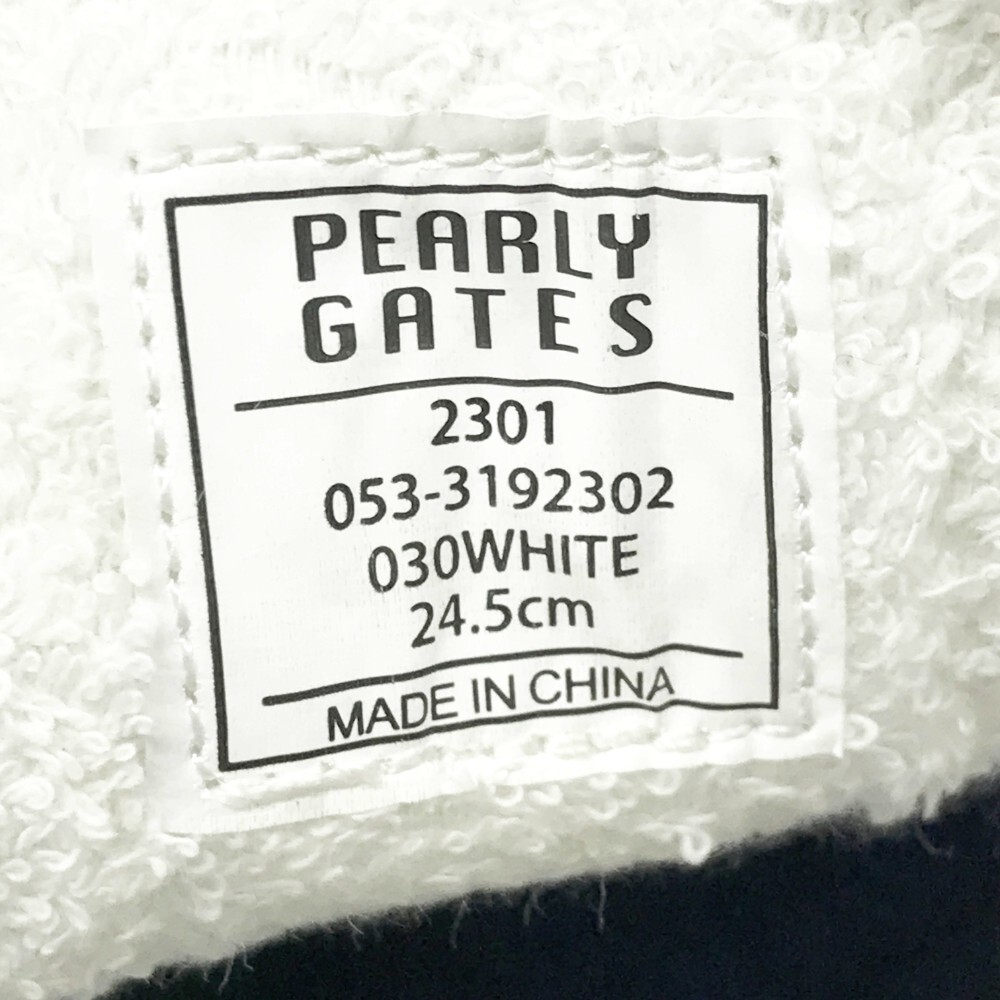 PEARLY
GATES
2301
053-3192302
030WHITE
24.5cm
MADE IN CHINA